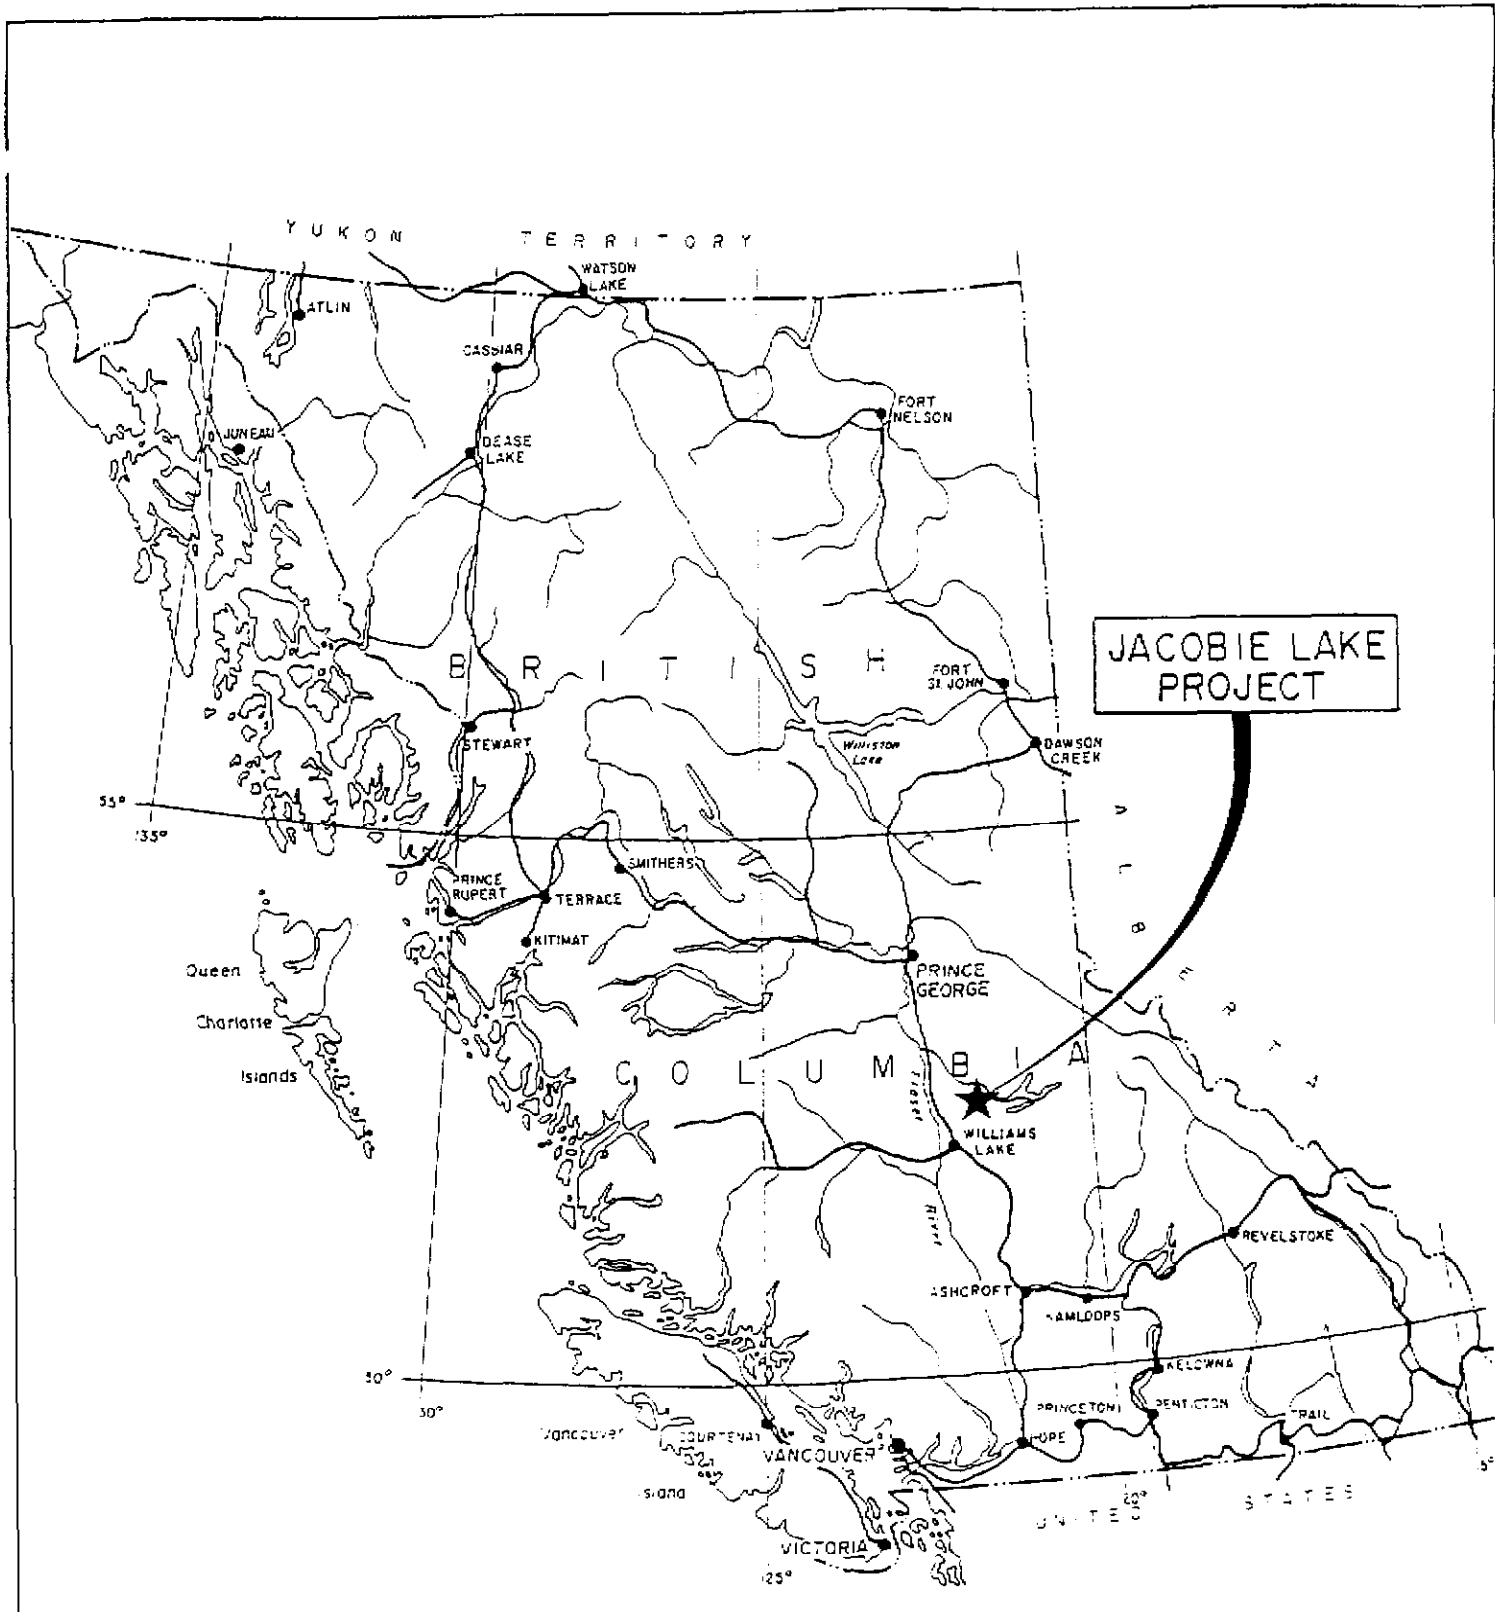 YUKON TERRITORY
WATSON
LAKE
ATLIN
CASSIAR
FORT
NELSON
JUNEAU
DEASE
LAKE
JACOBIE LAKE
PROJECT
BRITISH
FORT
ST. JOHN
STEWART
Williston
Lake
DAWSON
CREEK
55°
135°
ALBERTA
SMITHERS
PRINCE
RUPERT
TERRACE
KITIMAT
PRINCE
GEORGE
Queen
Charlotte
Islands
COLUMBIA
WILLIAMS
LAKE
River
REVELSTOKE
ASHCROFT
KAMLOOPS
50°
KELOWNA
PRINCETON
PENTICTON
TRAIL
Vancouver
COURTENAY
HOPE
VANCOUVER
Island
UNITED STATES
VICTORIA
125°